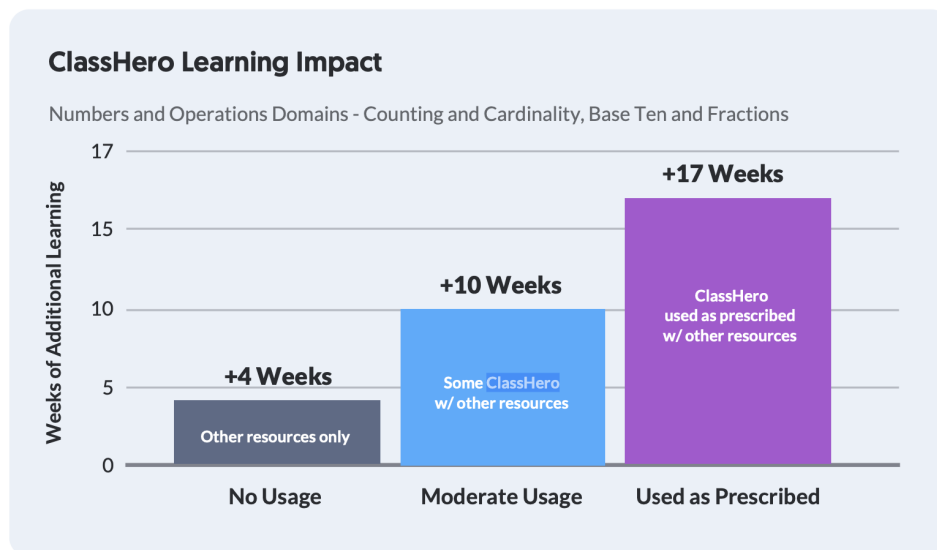 ClassHero Learning Impact
Numbers and Operations Domains - Counting and Cardinality, Base Ten and Fractions
Weeks of Additional Learning
17
15
10
5
0
+4 Weeks
Other resources only
+10 Weeks
Some ClassHero
w/ other resources
+17 Weeks
ClassHero
used as prescribed
w/ other resources
No Usage
Moderate Usage
Used as Prescribed